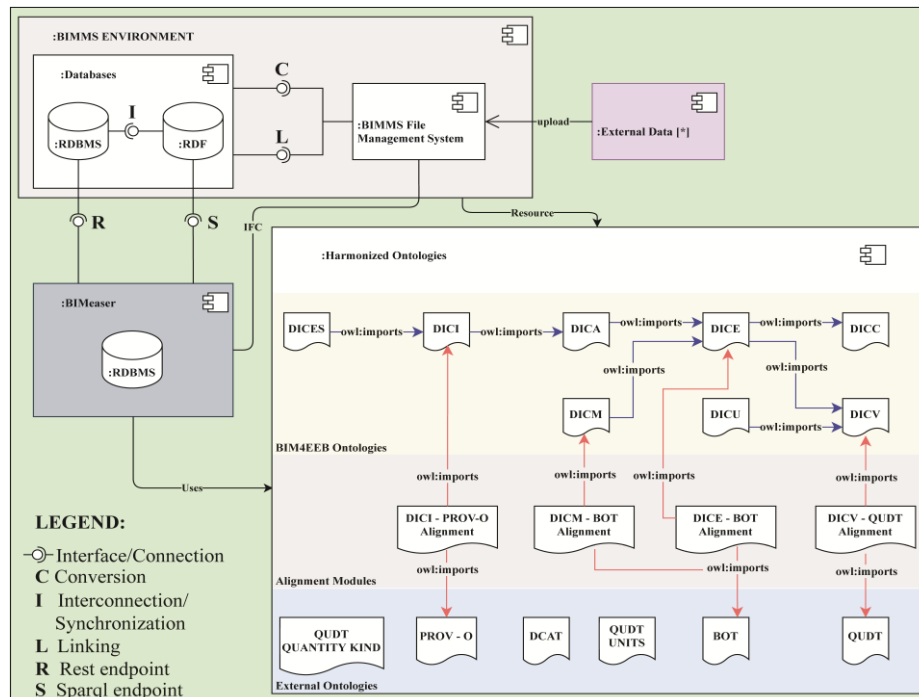 :BIMMS ENVIRONMENT
:Databases
:RDBMS
I
:RDF
C
L
:BIMMS File
Management System
upload
:External Data [*]
R
S
IFC
Resource
:BIMeaser
:RDBMS
Uses
:Harmonized Ontologies
DICES
owl:imports
DICI
owl:imports
DICA
owl:imports
DICE
owl:imports
DICC
owl:imports
owl:imports
DICM
DICU
owl:imports
DICV
BIM4EEB Ontologies
owl:imports
owl:imports
owl:imports
owl:imports
DICI - PROV-O
Alignment
DICM - BOT
Alignment
DICE - BOT
Alignment
DICV - QUDT
Alignment
owl:imports
owl:imports
owl:imports
Alignment Modules
QUDT
QUANTITY KIND
PROV - O
DCAT
QUDT
UNITS
BOT
QUDT
External Ontologies
LEGEND:
Interface/Connection
C Conversion
I Interconnection/
Synchronization
L Linking
R Rest endpoint
S Sparql endpoint